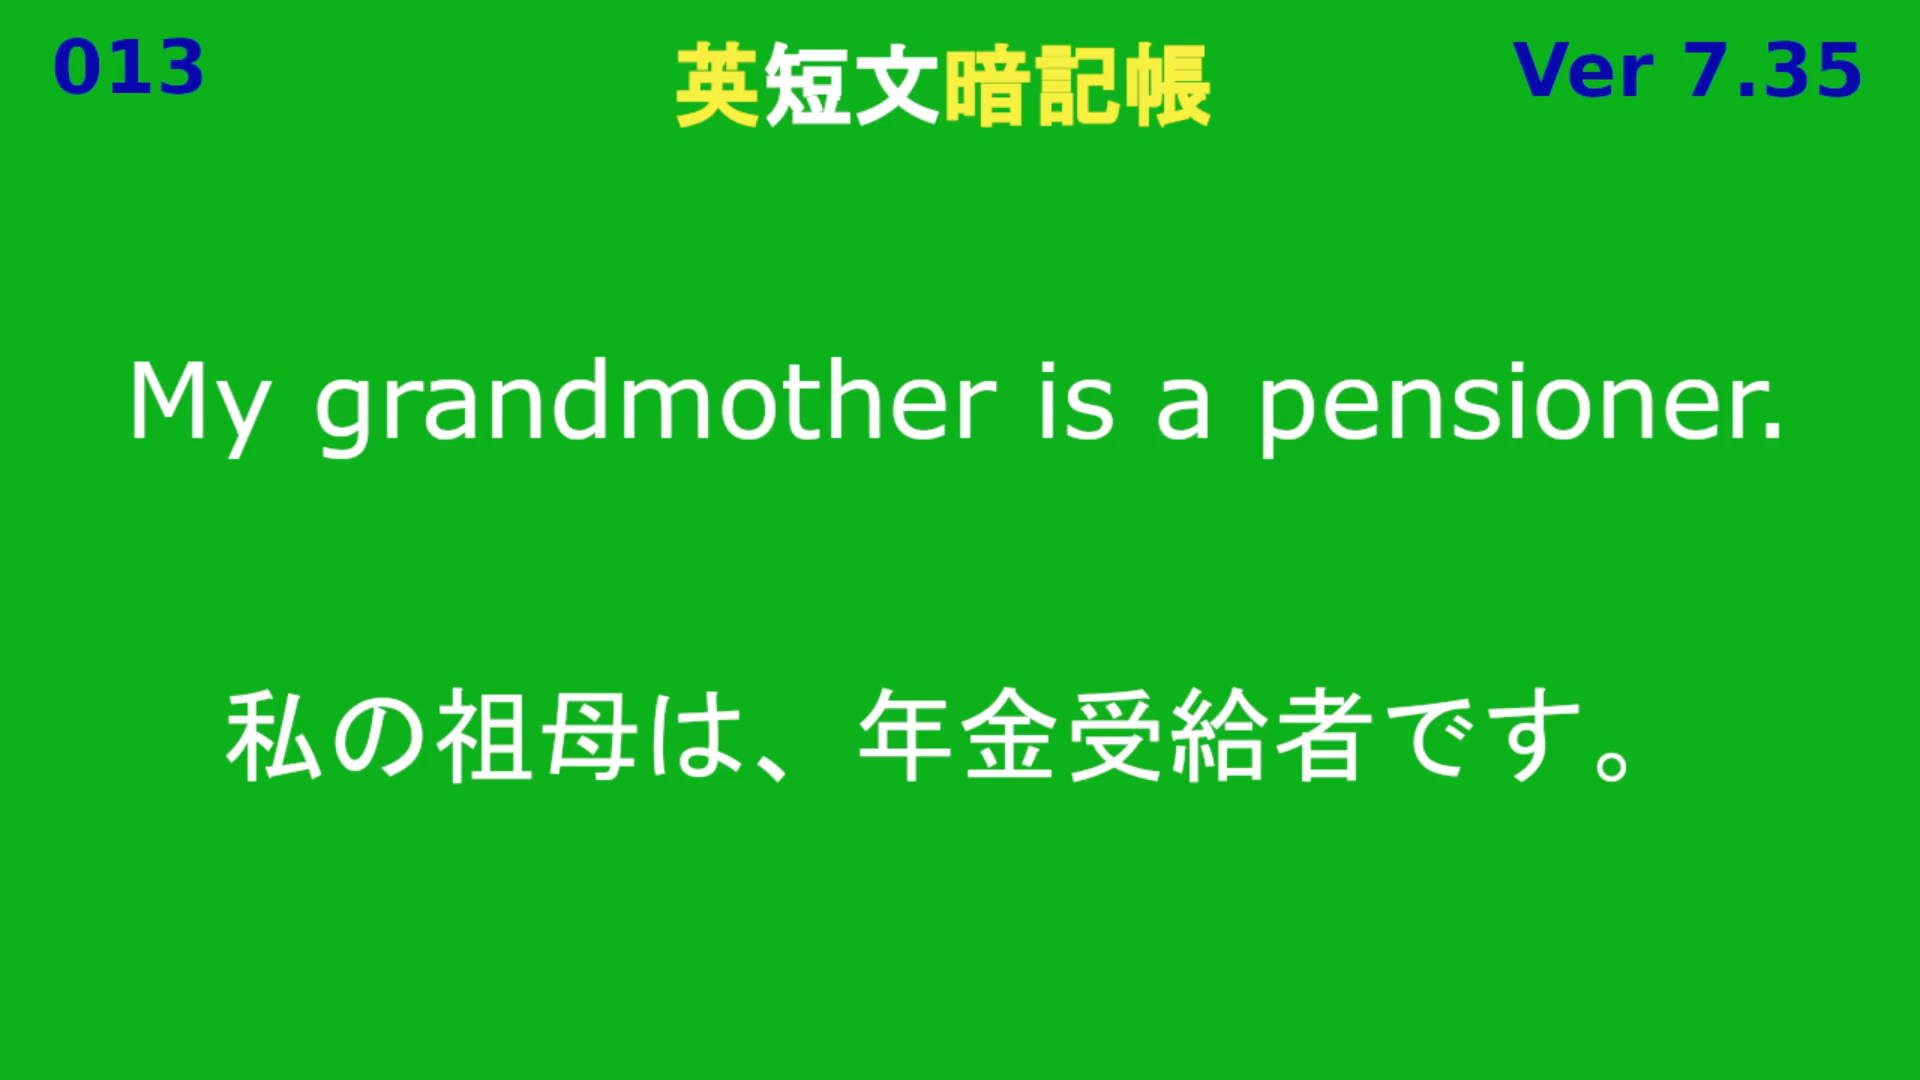 013
英短文暗記帳
Ver 7.35
My grandmother is a pensioner.
私の祖母は、年金受給者です。